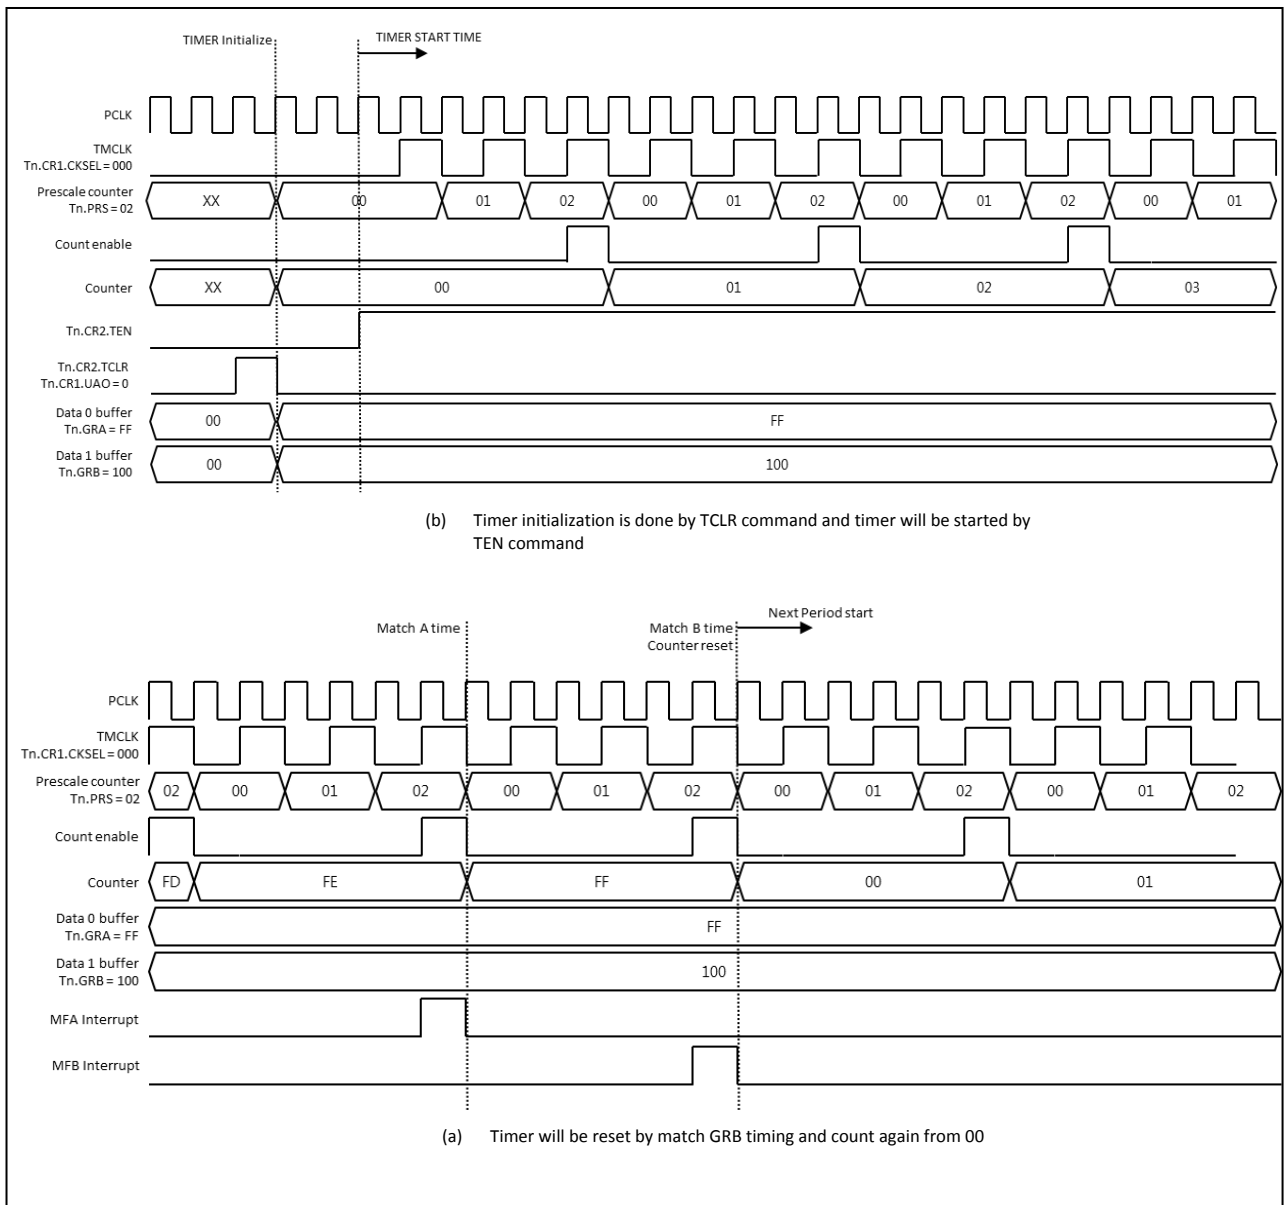 TIMER Initialize
TIMER START TIME
PCLK
TMCLK
Tn.CR1.CKSEL = 000
Prescale counter
Tn.PRS = 02
XX 00 01 02 00 01 02 00 01 02 00 01
Count enable
Counter
XX 00 01 02 03
Tn.CR2.TEN
Tn.CR2.TCLR
Tn.CR1.UAO = 0
Data 0 buffer
Tn.GRA = FF
00 FF
Data 1 buffer
Tn.GRB = 100
00 100
(b) Timer initialization is done by TCLR command and timer will be started by
TEN command
Match A time
Match B time
Counter reset
Next Period start
PCLK
TMCLK
Tn.CR1.CKSEL = 000
Prescale counter
Tn.PRS = 02
02 00 01 02 00 01 02 00 01 02 00 01 02
Count enable
Counter
FD FE FF 00 01
Data 0 buffer
Tn.GRA = FF
FF
Data 1 buffer
Tn.GRB = 100
100
MFA Interrupt
MFB Interrupt
(a) Timer will be reset by match GRB timing and count again from 00